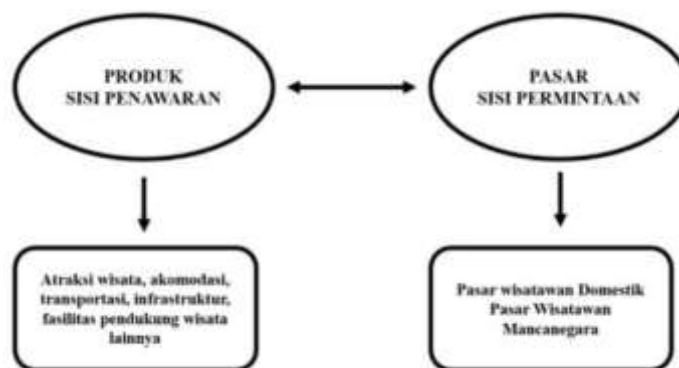 PRODUK
SISI PENAWARAN
PASAR
SISI PERMINTAAN
Atraksi wisata, akomodasi,
transportasi, infrastruktur,
fasilitas pendukung wisata
lainnya
Pasar wisatawan Domestik
Pasar Wisatawan
Mancanegara